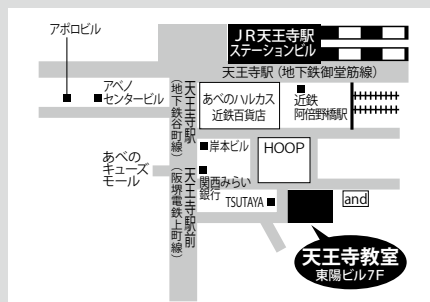 アポロビル
JR天王寺駅
ステーションビル
天王寺駅（地下鉄御堂筋線）
アベノ
センタービル
天王寺駅
（地下鉄谷町線）
あべのハルカス
近鉄百貨店
近鉄
阿倍野橋駅
岸本ビル
HOOP
あべの
キューズ
モール
関西みらい
銀行
天王寺駅前
（阪堺電鉄上町線）
TSUTAYA
and
天王寺教室
東陽ビル7F